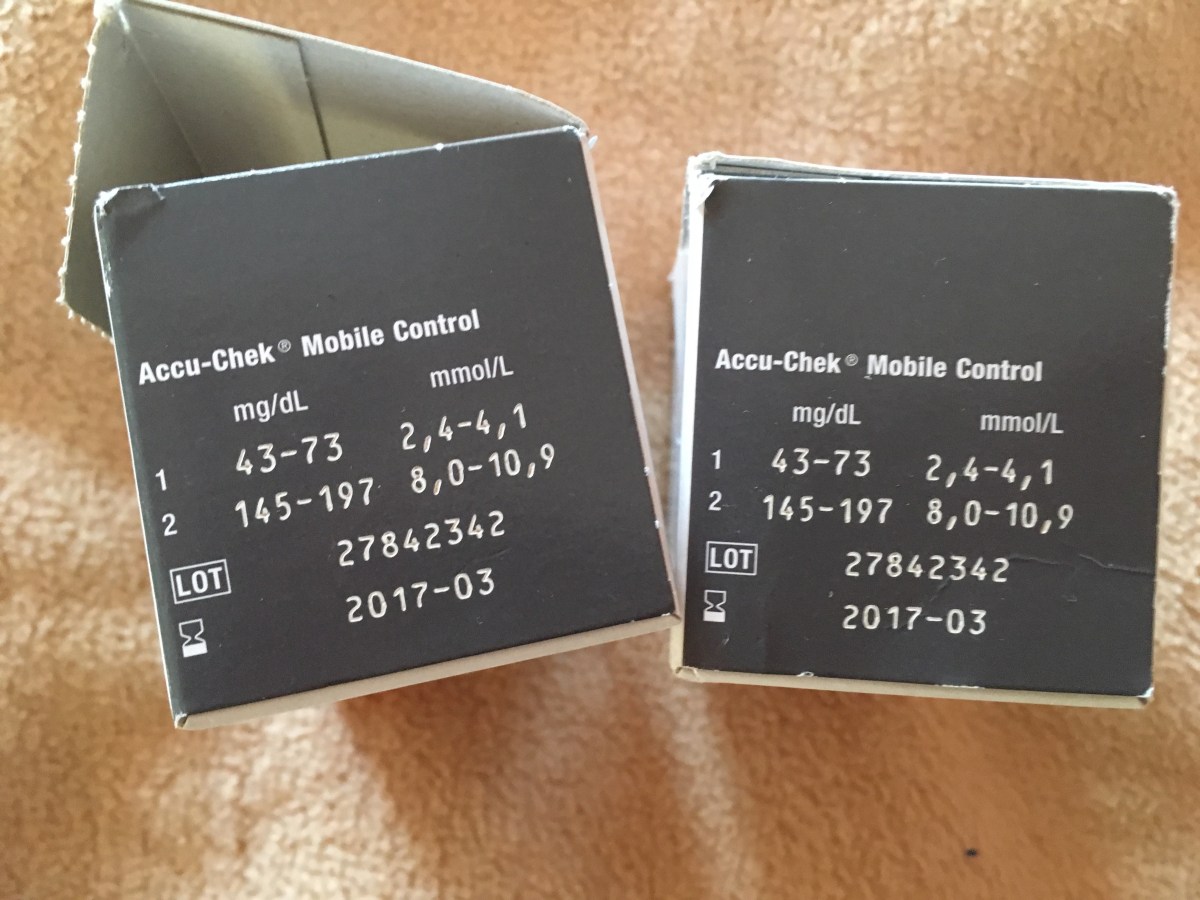 Accu-Chek® Mobile Control
mg/dL mmol/L
1 43-73 2,4-4,1
2 145-197 8,0-10,9
LOT 27842342
2017-03
Accu-Chek® Mobile Control
mg/dL mmol/L
1 43-73 2,4-4,1
2 145-197 8,0-10,9
LOT 27842342
2017-03